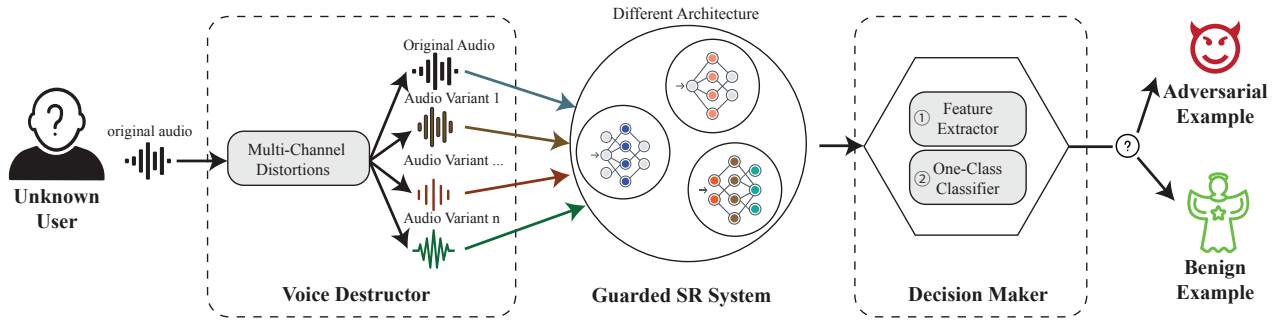 ?
Unknown
User
original audio
Multi-Channel
Distortions
Original Audio
Audio Variant 1
Audio Variant ...
Audio Variant n
Voice Destructor
Different Architecture
Guarded SR System
① Feature
Extractor
② One-Class
Classifier
Decision Maker
?
Adversarial
Example
Benign
Example